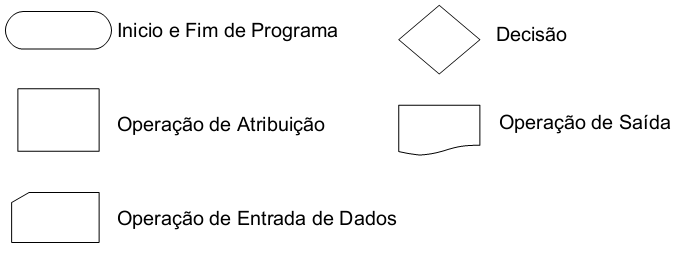 Inicio e Fim de Programa
Decisão
Operação de Atribuição
Operação de Saída
Operação de Entrada de Dados